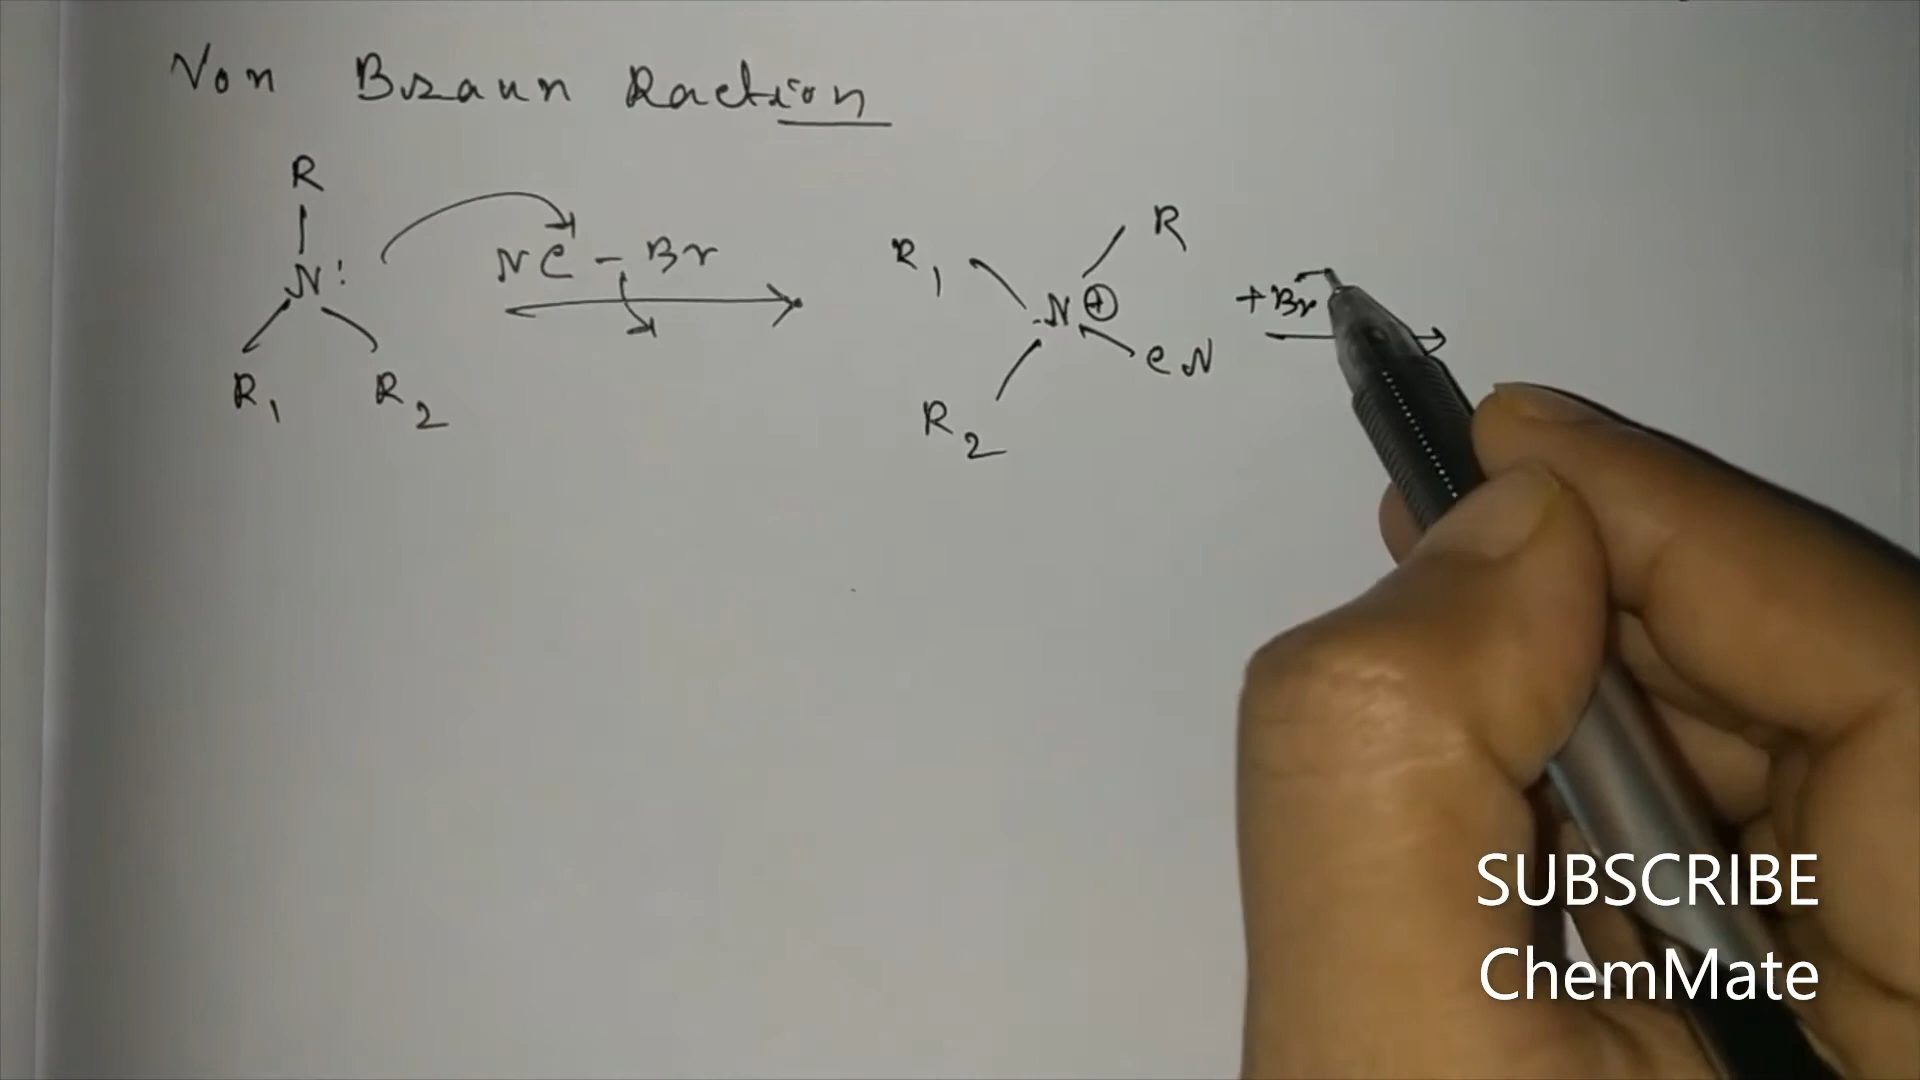 Von Braun Raction
R
N:
R1 R2
NC - Br
R1 R
N⊕
R2 CN
+Br-
SUBSCRIBE
ChemMate